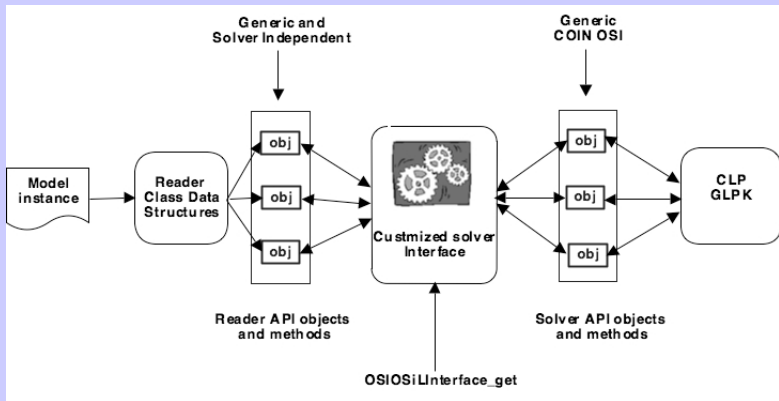 Generic and
Solver Independent
Generic
COIN OSI
obj
obj
obj
obj
obj
obj
Model
instance
Reader
Class Data
Structures
Custmized solver
Interface
CLP
GLPK
Reader API objects
and methods
Solver API objects
and methods
OSIOSiLInterface_get